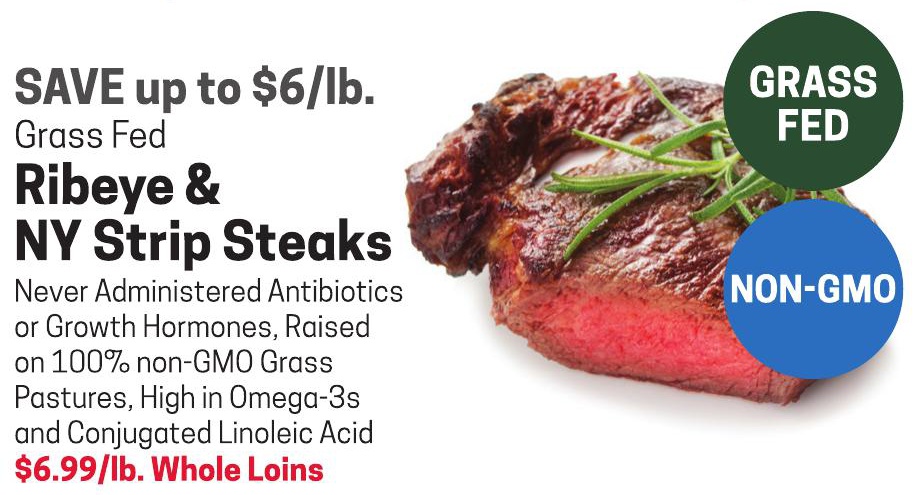 SAVE up to $6/lb.
Grass Fed
Ribeye &
NY Strip Steaks
Never Administered Antibiotics
or Growth Hormones, Raised
on 100% non-GMO Grass
Pastures, High in Omega-3s
and Conjugated Linoleic Acid
$6.99/lb. Whole Loins
GRASS
FED
NON-GMO